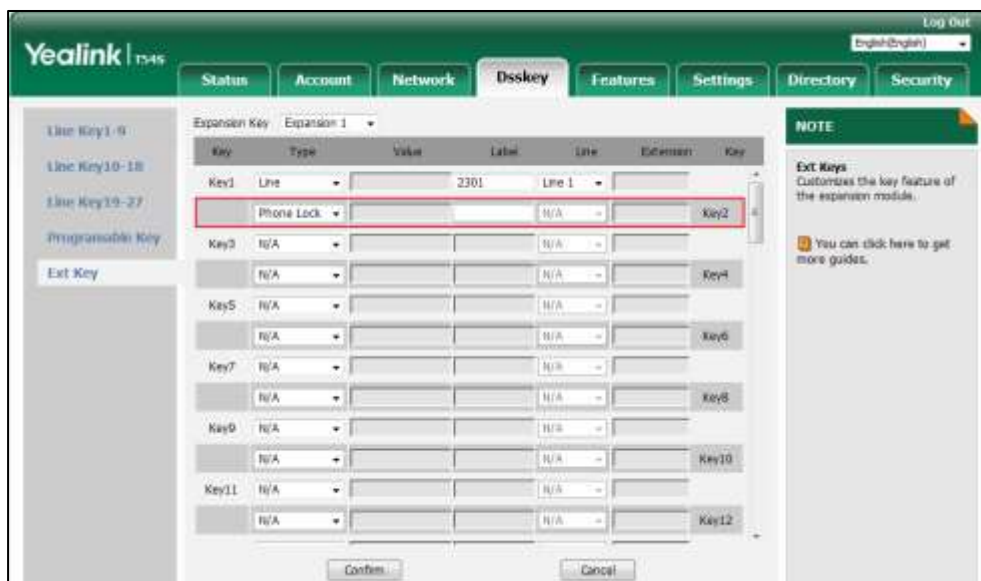 Log Out
Yealink T54S
English(English)
Status Account Network Dsskey Features Settings Directory Security
Line Key1-9
Line Key10-18
Line Key19-27
Programable Key
Ext Key
Expansion Key Expansion 1
Key Type Value Label Line Extension Key
Key1 Line 2301 Line 1
Phone Lock N/A Key2
Key3 N/A N/A
N/A N/A Key4
Key5 N/A N/A
N/A N/A Key6
Key7 N/A N/A
N/A N/A Key8
Key9 N/A N/A
N/A N/A Key10
Key11 N/A N/A
N/A N/A Key12
Confirm Cancel
NOTE
Ext Keys
Customizes the key feature of
the expansion module.
You can click here to get
more guides.